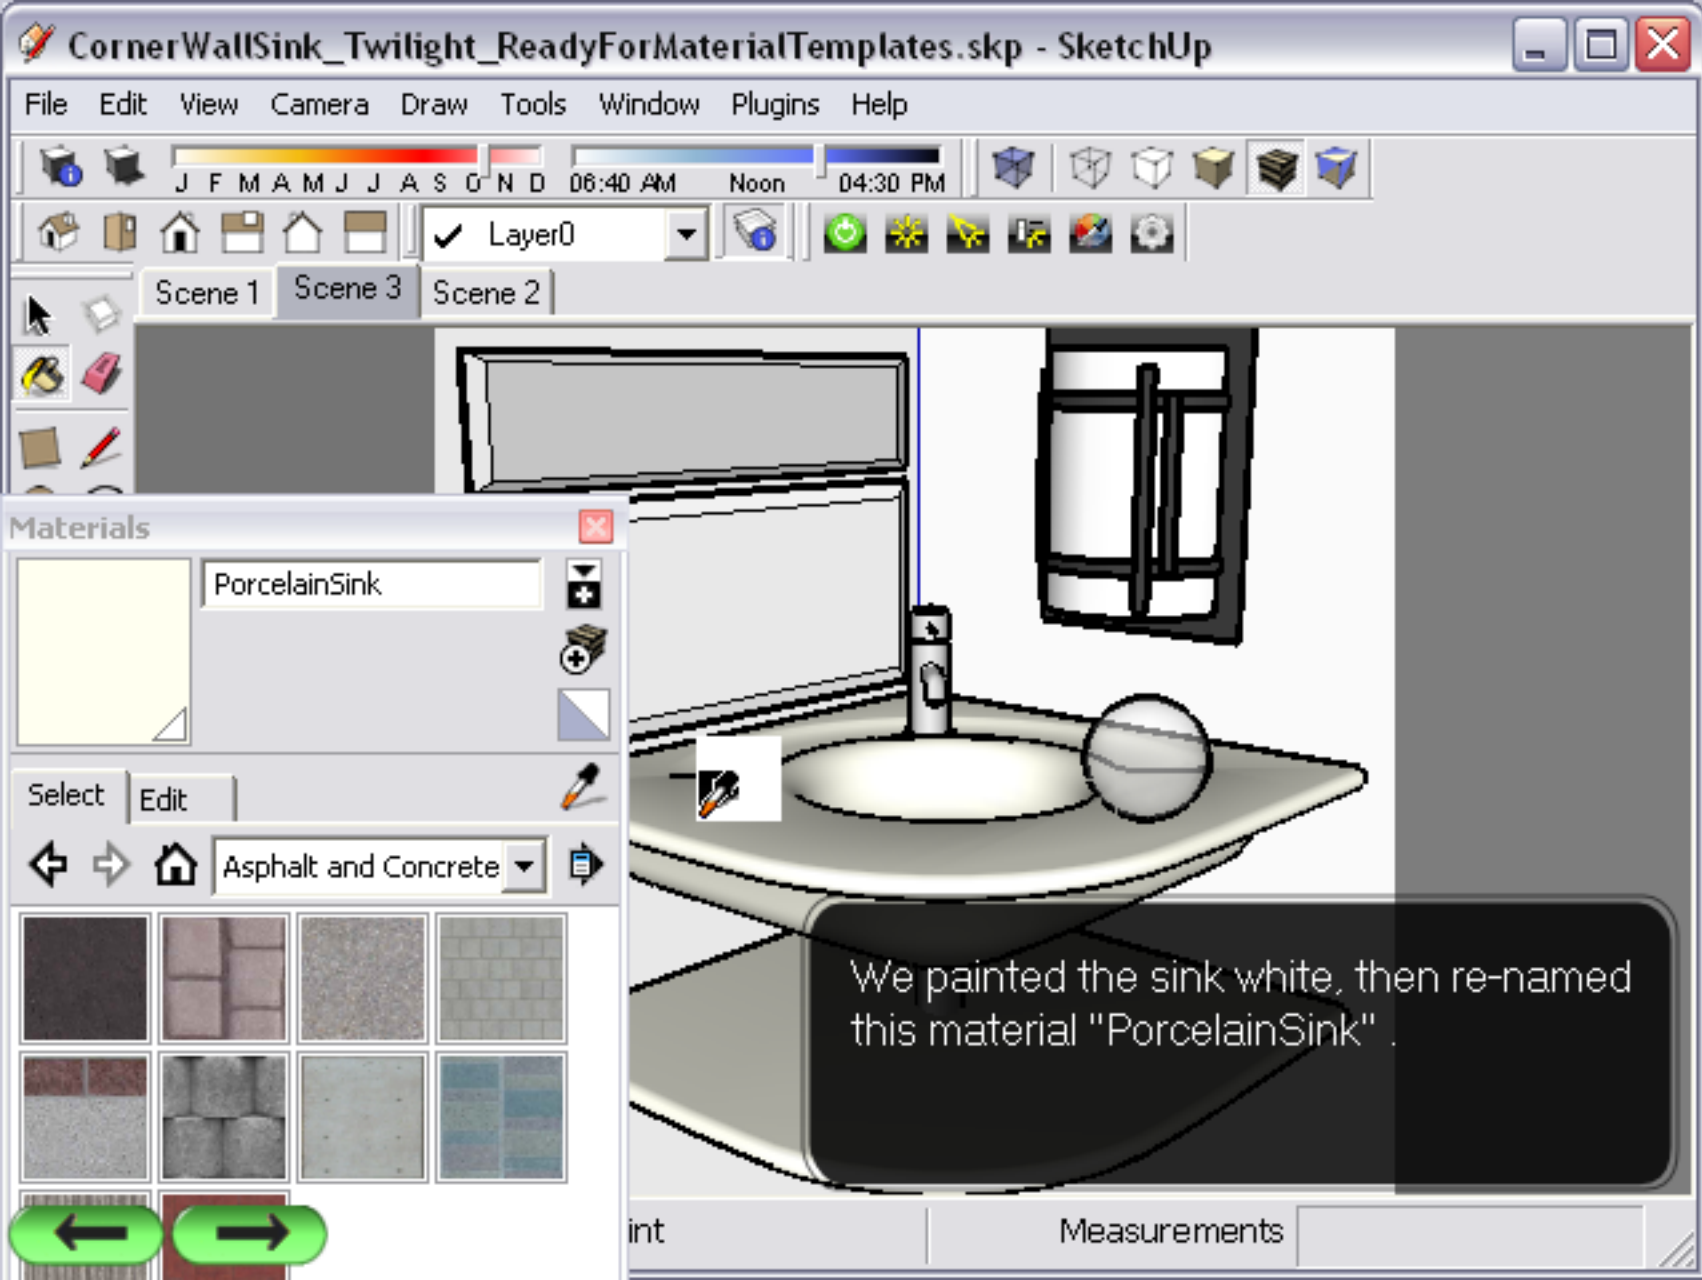 CornerWallSink_Twilight_ReadyForMaterialTemplates.skp - SketchUp
File Edit View Camera Draw Tools Window Plugins Help
J F M A M J J A S O N D 06:40 AM Noon 04:30 PM
Layer0
Scene 1 Scene 3 Scene 2
Materials
PorcelainSink
Select Edit
Asphalt and Concrete
We painted the sink white, then re-named
this material "PorcelainSink" .
int Measurements